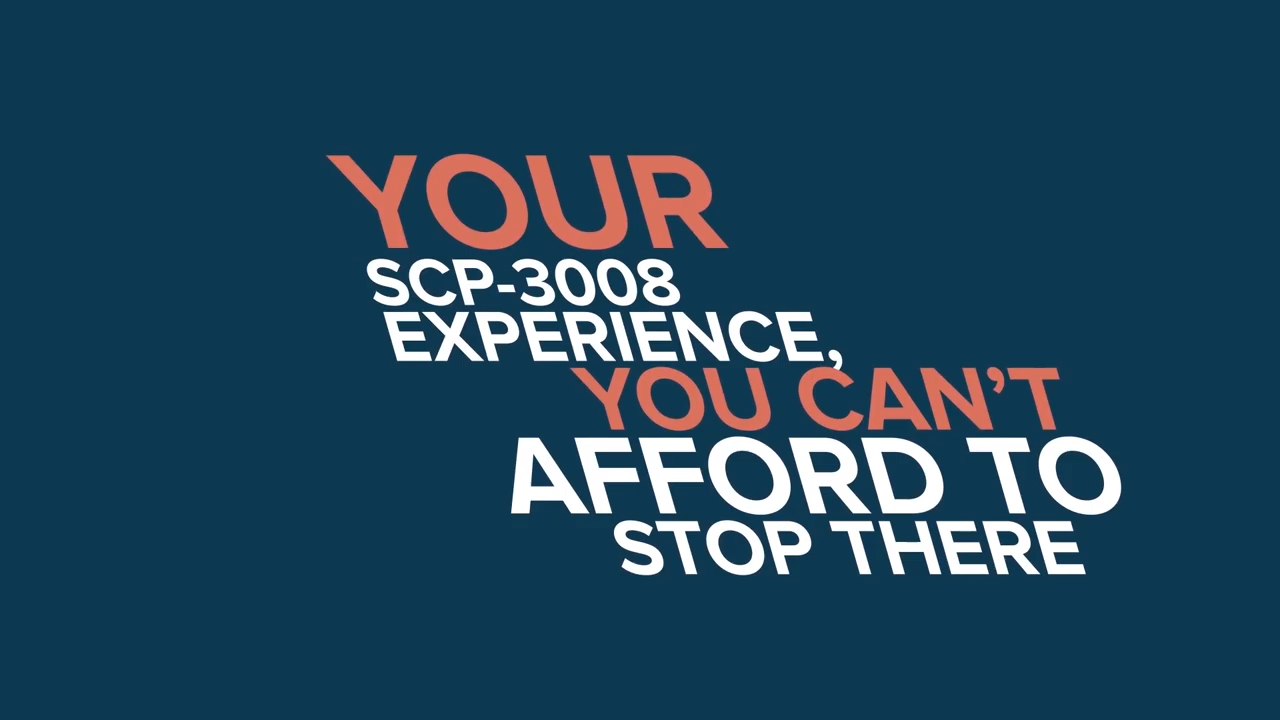 YOUR
SCP-3008
EXPERIENCE,
YOU CAN’T
AFFORD TO
STOP THERE